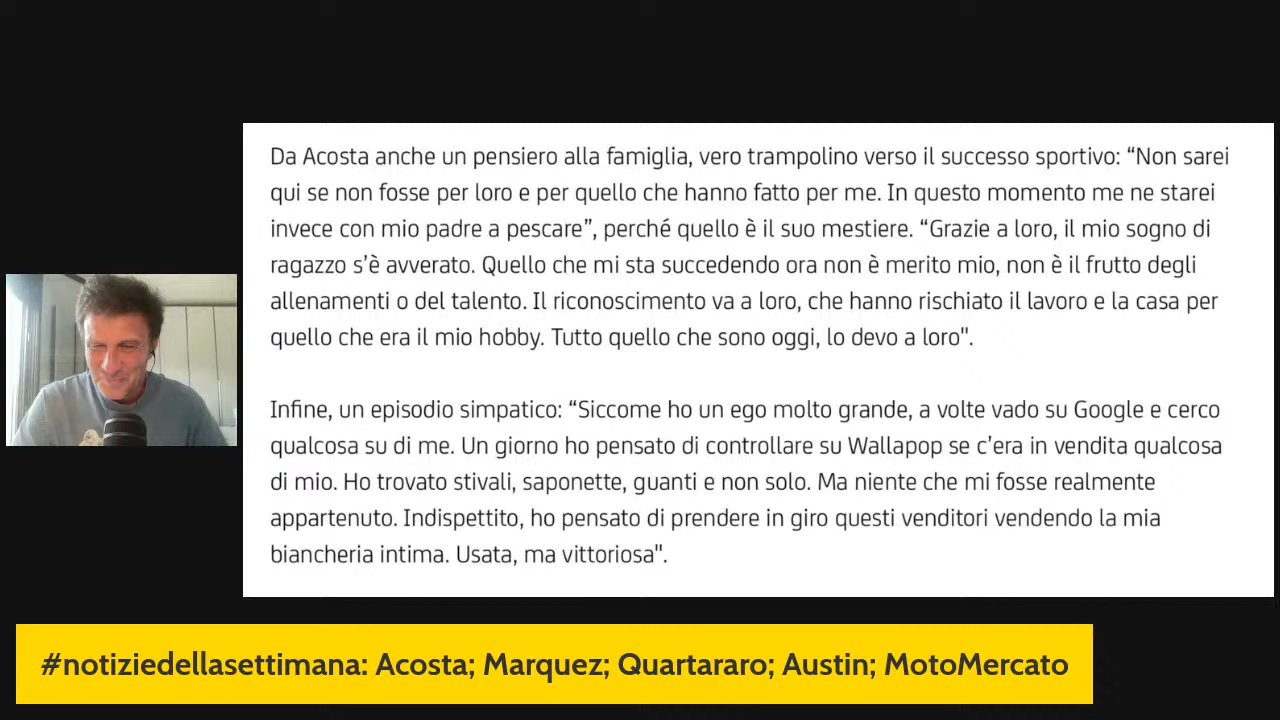 Da Acosta anche un pensiero alla famiglia, vero trampolino verso il successo sportivo: “Non sarei
qui se non fosse per loro e per quello che hanno fatto per me. In questo momento me ne starei
invece con mio padre a pescare”, perché quello è il suo mestiere. “Grazie a loro, il mio sogno di
ragazzo s’è avverato. Quello che mi sta succedendo ora non è merito mio, non è il frutto degli
allenamenti o del talento. Il riconoscimento va a loro, che hanno rischiato il lavoro e la casa per
quello che era il mio hobby. Tutto quello che sono oggi, lo devo a loro".
Infine, un episodio simpatico: “Siccome ho un ego molto grande, a volte vado su Google e cerco
qualcosa su di me. Un giorno ho pensato di controllare su Wallapop se c’era in vendita qualcosa
di mio. Ho trovato stivali, saponette, guanti e non solo. Ma niente che mi fosse realmente
appartenuto. Indispettito, ho pensato di prendere in giro questi venditori vendendo la mia
biancheria intima. Usata, ma vittoriosa".
#notiziedellasettimana: Acosta; Marquez; Quartararo; Austin; MotoMercato